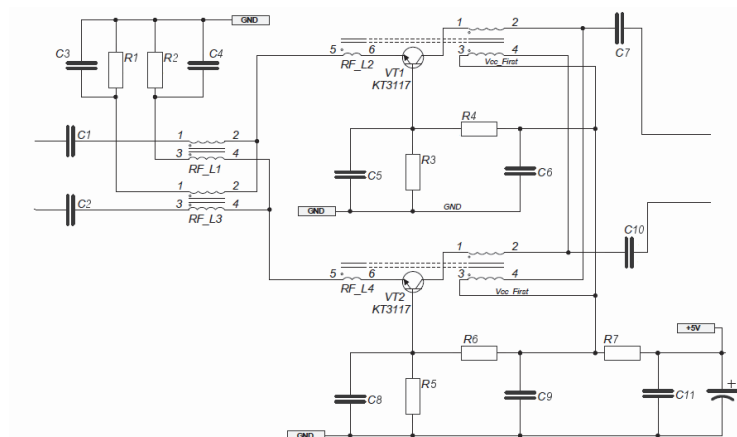 GND
1 2
C3 R1 R2 C4
5 6 3 4
RF_L2 Vcc_First
VT1
KT3117
C7
R4
C1 1 2
3 4
RF_L1
C5 R3 C6
1 2
C2 3 4
RF_L3
GND GND
C10
1 2
5 6 3 4
RF_L4 Vcc_First
VT2
KT3117
+5V
R6 R7
C8 R5 C9 C11 +
GND